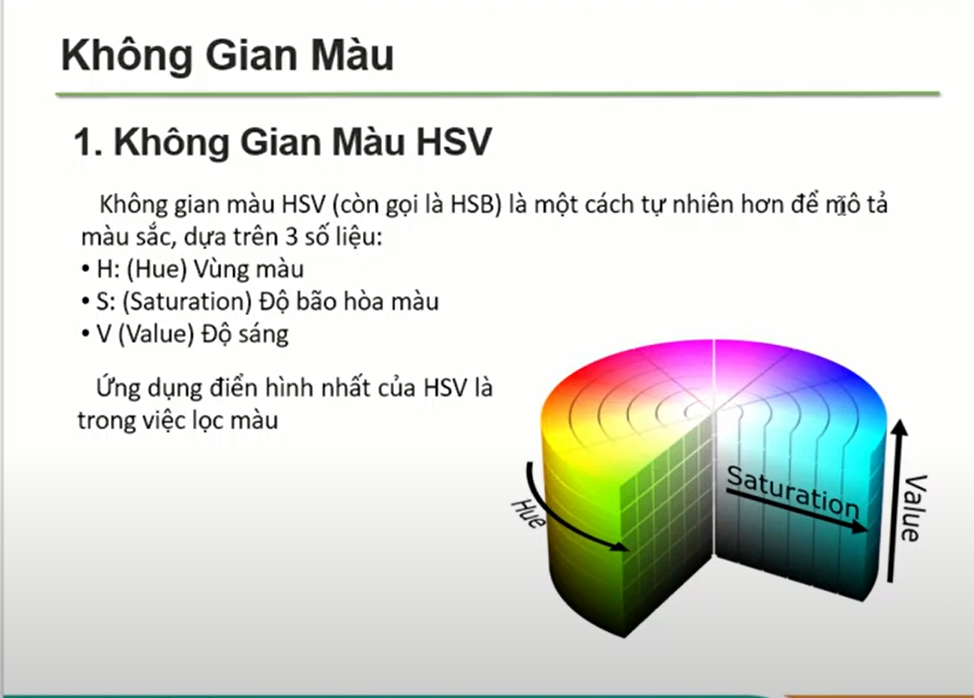 Không Gian Màu
1. Không Gian Màu HSV
Không gian màu HSV (còn gọi là HSB) là một cách tự nhiên hơn để mô tả
màu sắc, dựa trên 3 số liệu:
• H: (Hue) Vùng màu
• S: (Saturation) Độ bão hòa màu
• V (Value) Độ sáng
Ứng dụng điển hình nhất của HSV là
trong việc lọc màu
Saturation
Value
Hue